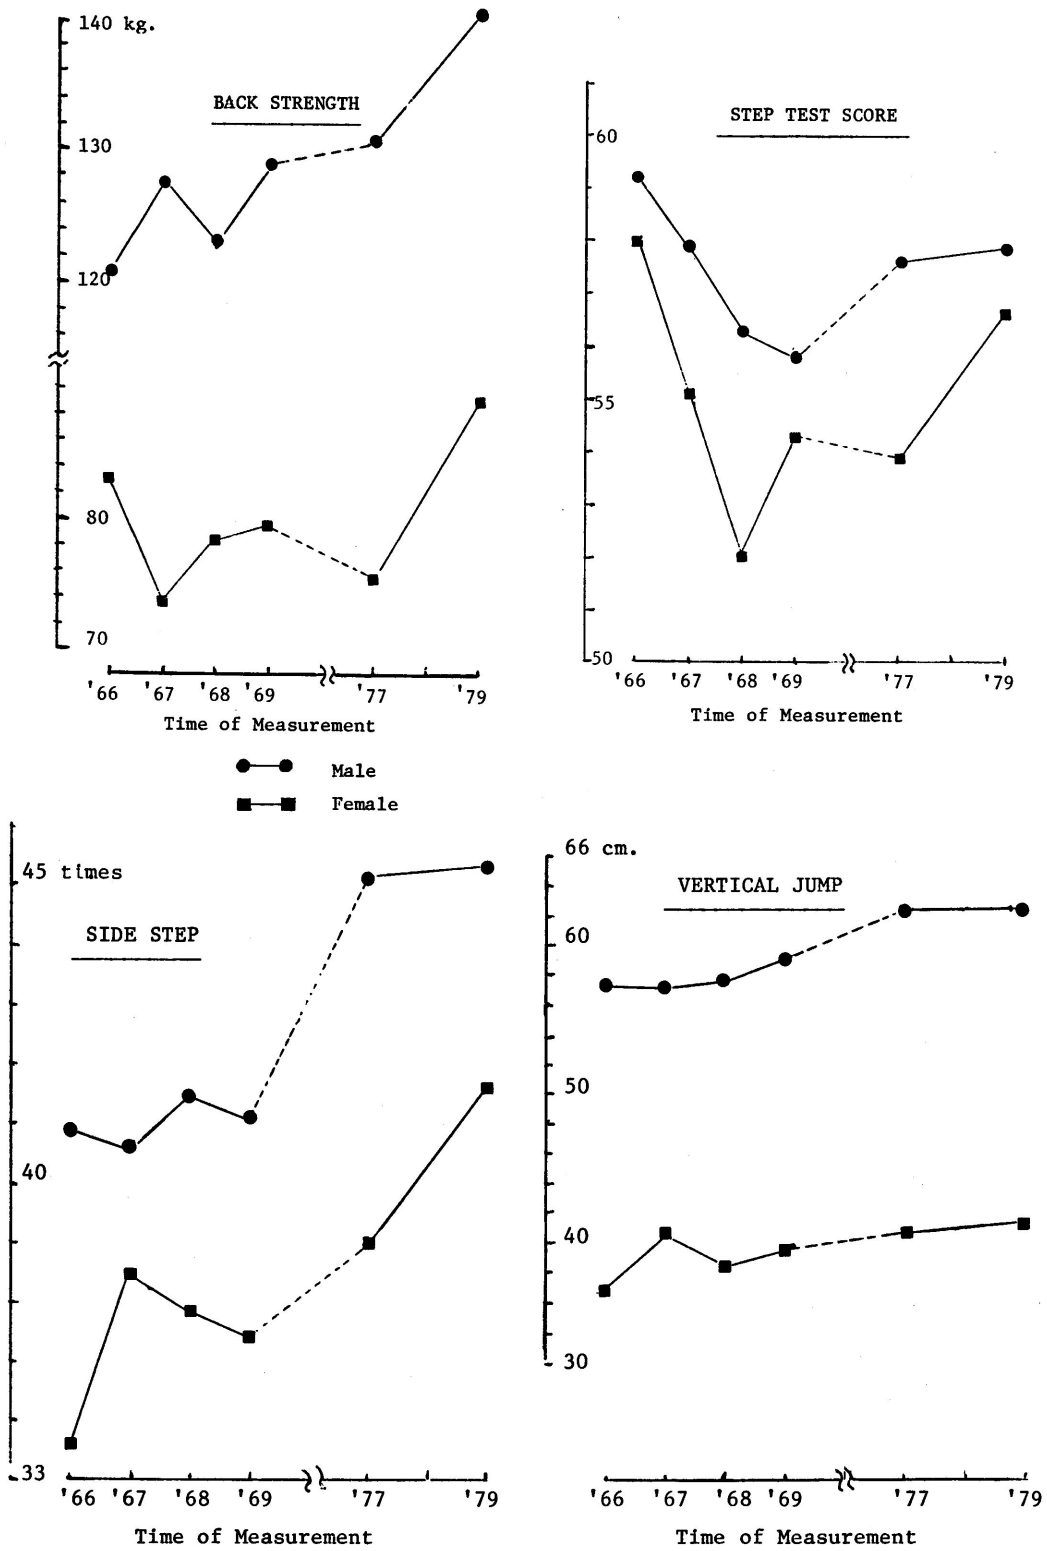 140 kg.
BACK STRENGTH
130
120
80
70
'66 '67 '68 '69 '77 '79
Time of Measurement
STEP TEST SCORE
60
55
50
'66 '67 '68 '69 '77 '79
Time of Measurement
Male
Female
45 times
SIDE STEP
40
33
'66 '67 '68 '69 '77 '79
Time of Measurement
66 cm.
VERTICAL JUMP
60
50
40
30
'66 '67 '68 '69 '77 '79
Time of Measurement